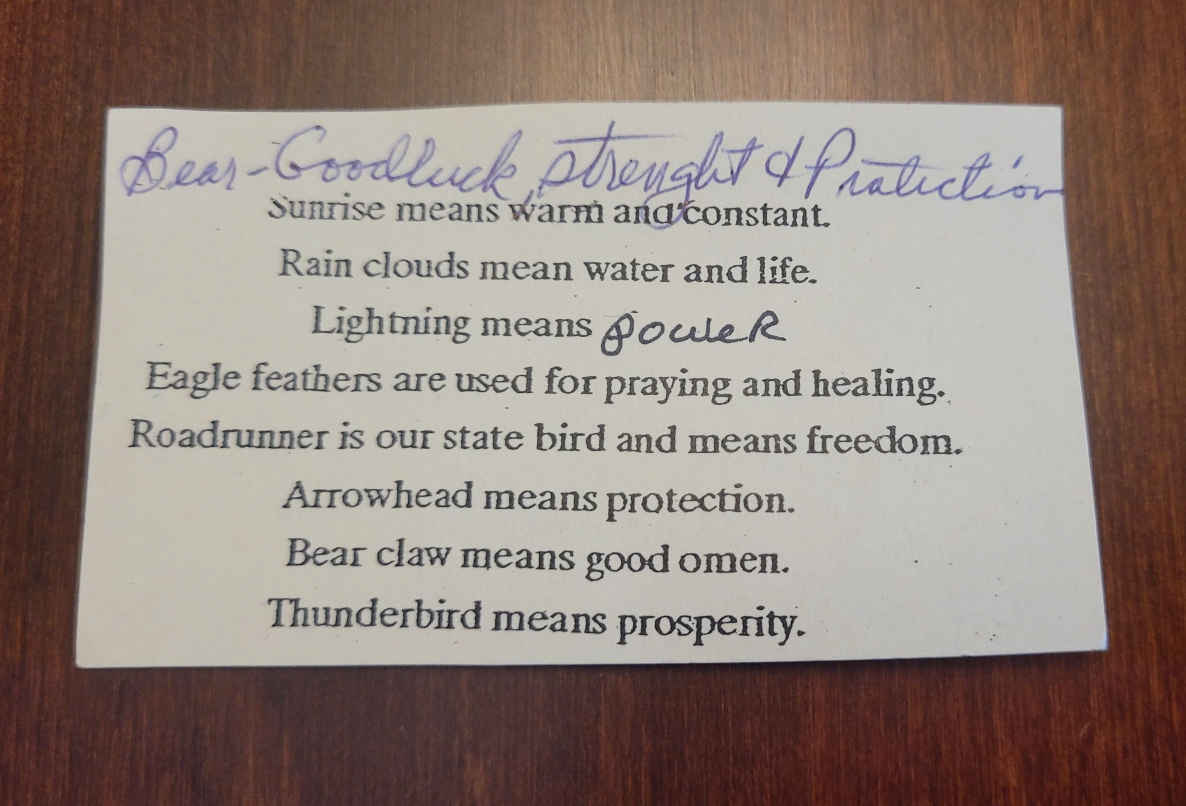 Bear - Goodluck, strenght & Pratiction
Sunrise means warm and constant.
Rain clouds mean water and life.
Lightning means poweR
Eagle feathers are used for praying and healing.
Roadrunner is our state bird and means freedom.
Arrowhead means protection.
Bear claw means good omen.
Thunderbird means prosperity.